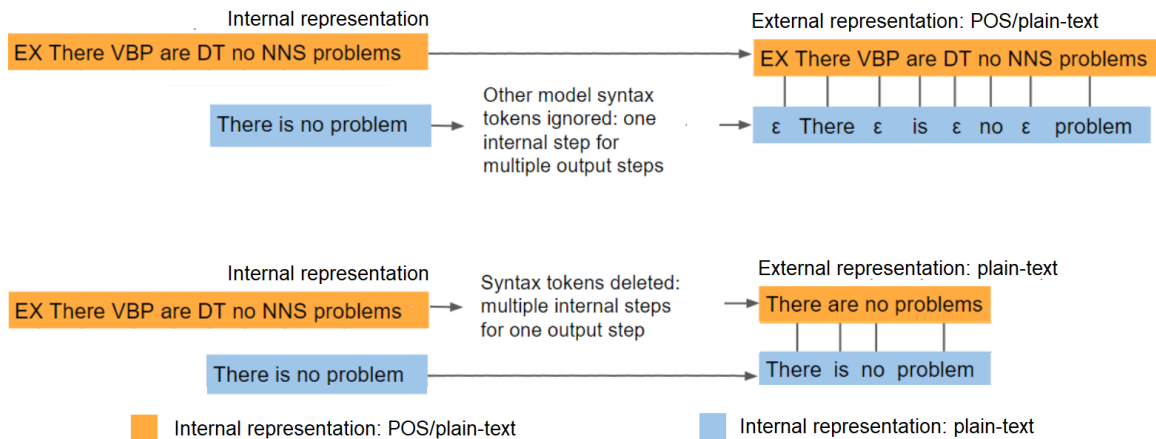 Internal representation
External representation: POS/plain-text
EX There VBP are DT no NNS problems
EX There VBP are DT no NNS problems
There is no problem
Other model syntax
tokens ignored: one
internal step for
multiple output steps
ε There ε is ε no ε problem
Internal representation
External representation: plain-text
EX There VBP are DT no NNS problems
Syntax tokens deleted:
multiple internal steps
for one output step
There are no problems
There is no problem
There is no problem
Internal representation: POS/plain-text
Internal representation: plain-text